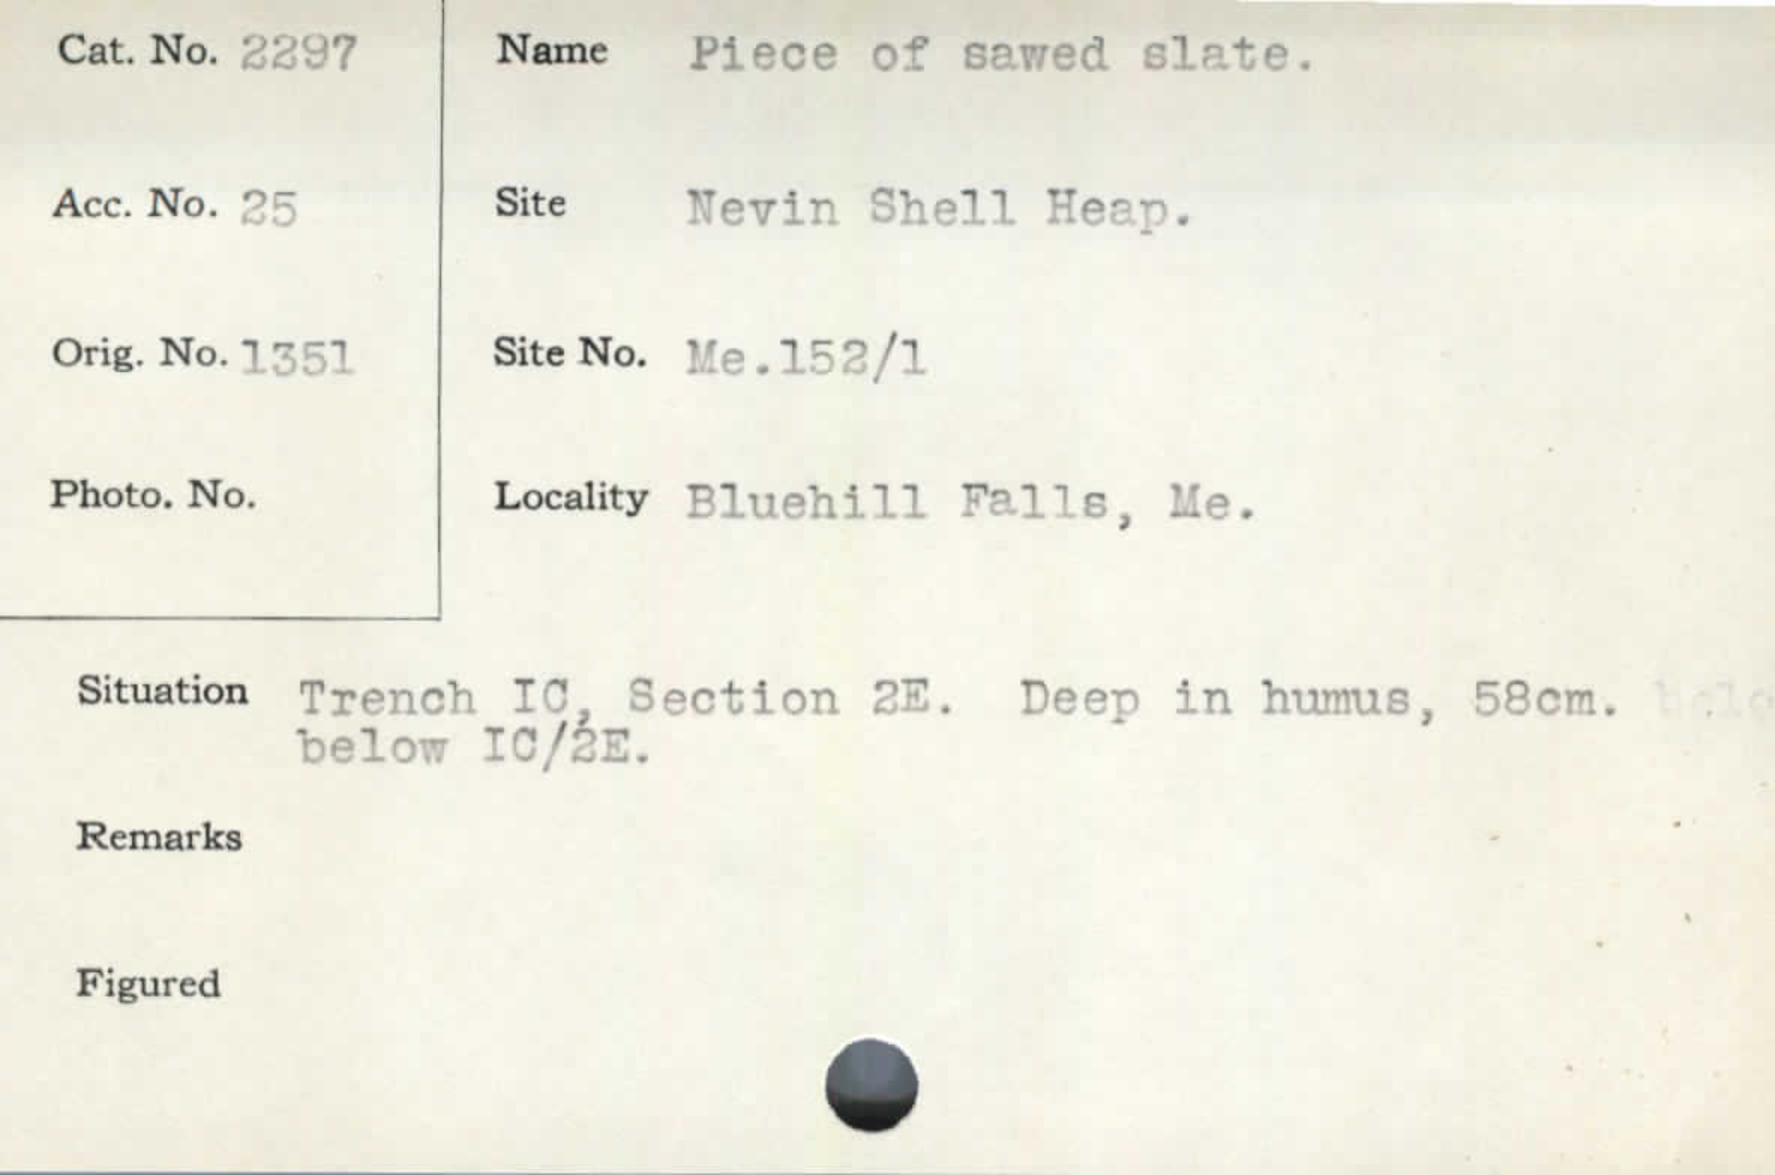 Cat. No. 2297
Name Piece of sawed slate.
Acc. No. 25
Site Nevin Shell Heap.
Orig. No. 1351
Site No. Me.152/1
Photo. No.
Locality Bluehill Falls, Me.
Situation Trench IC, Section 2E. Deep in humus, 58cm.
below IC/2E.
Remarks
Figured